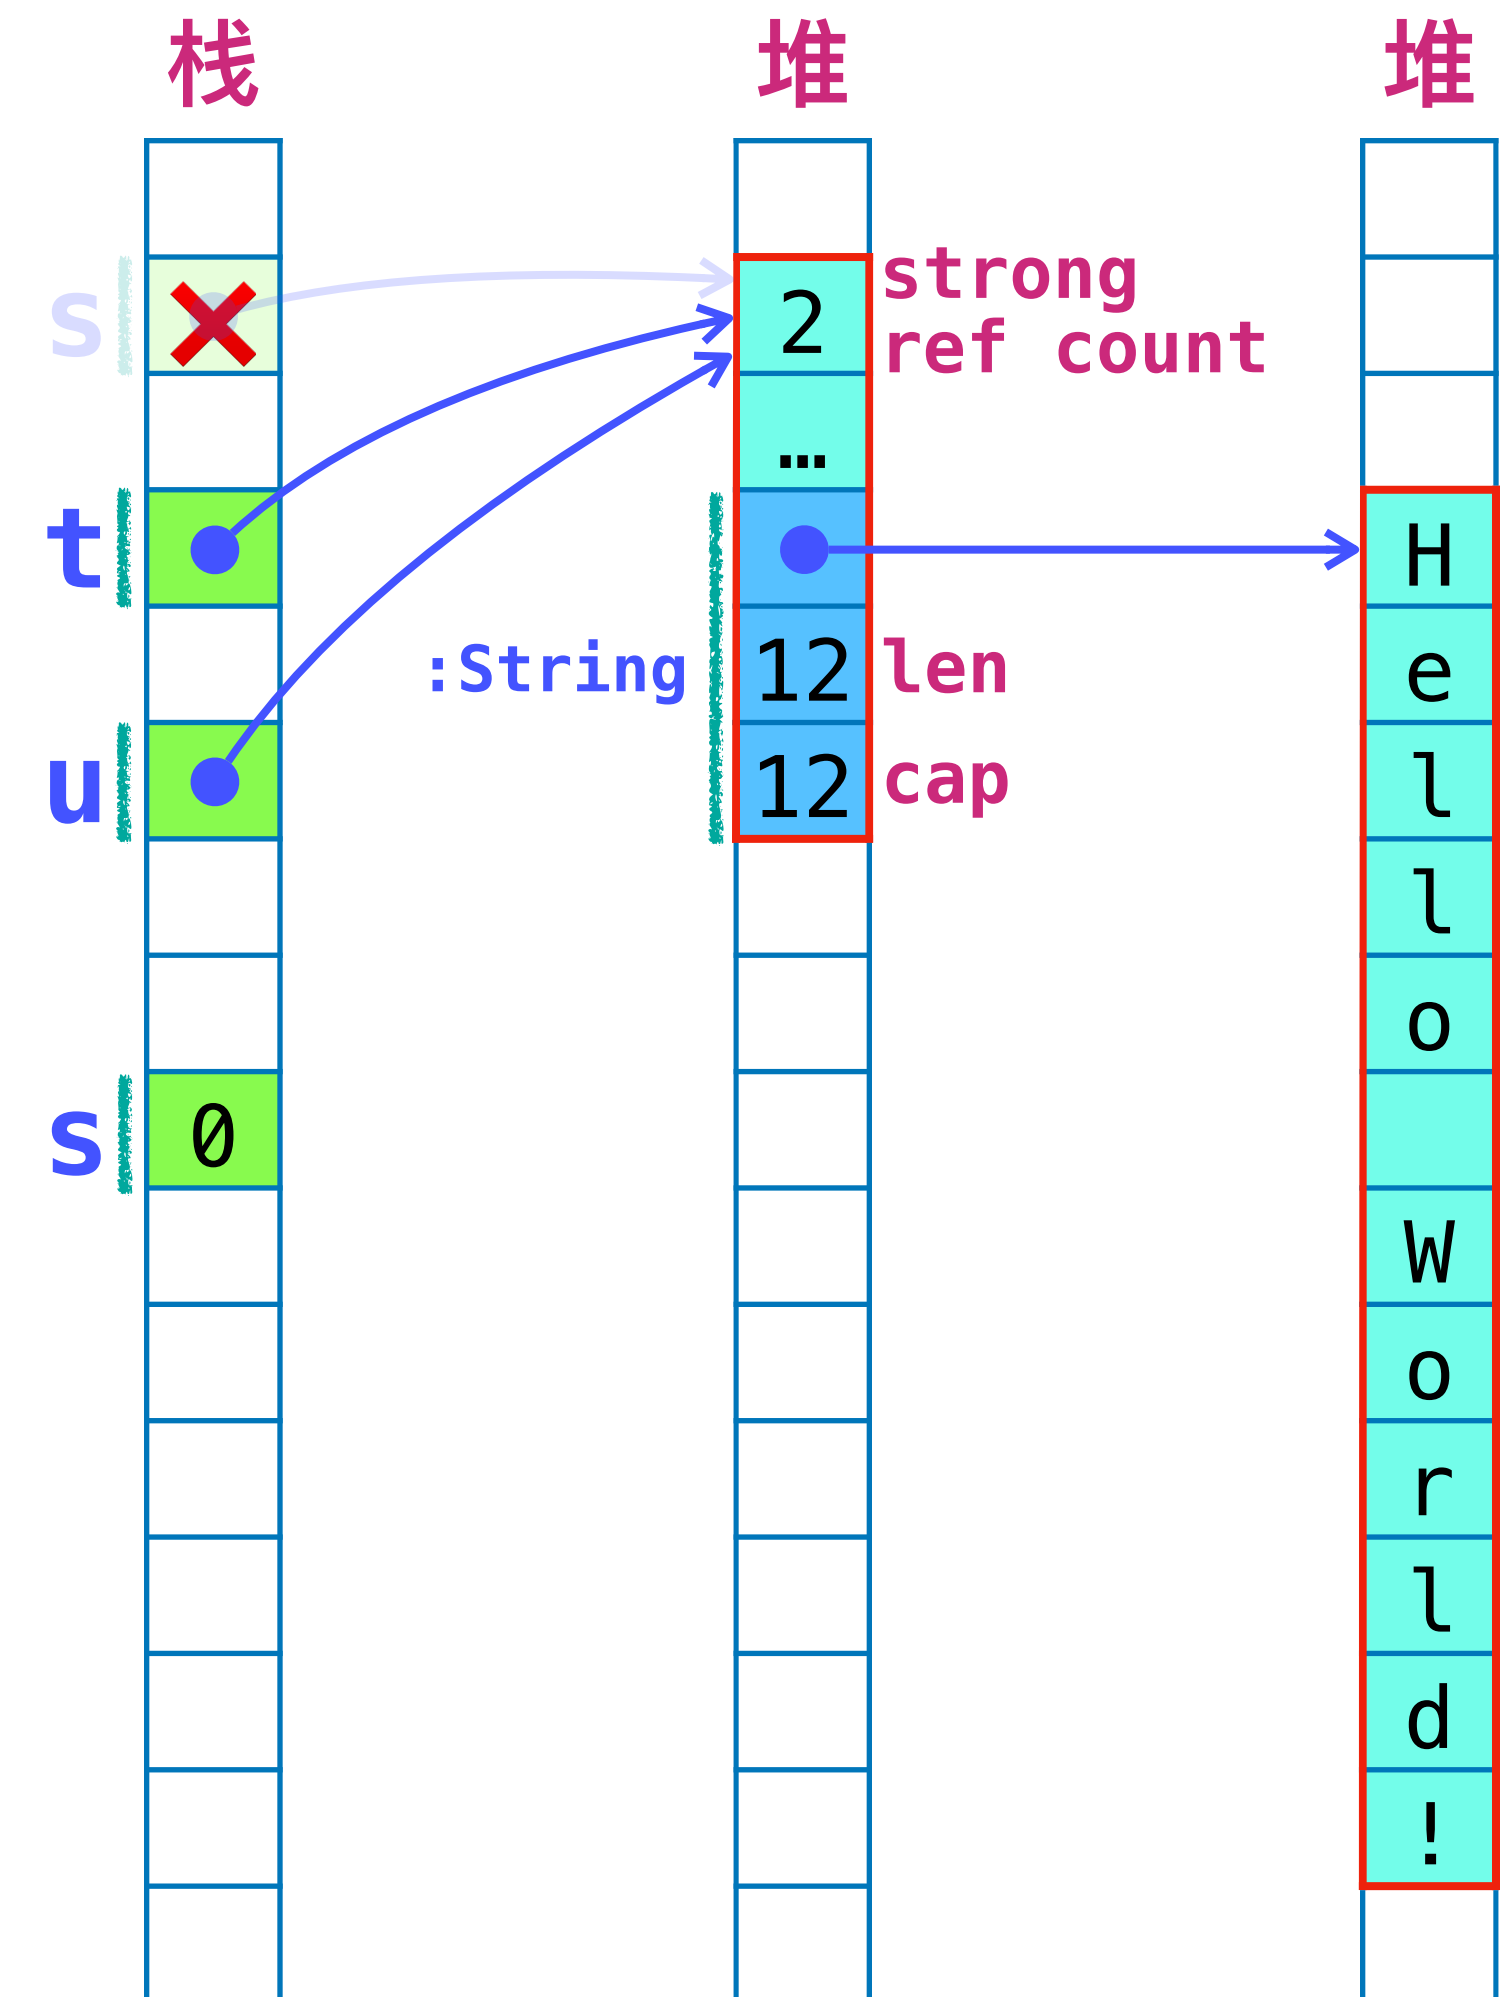 栈 堆 堆
strong
s 2 ref count
…
t H
:String 12 len e
u 12 cap l
l
o
s 0
W
o
r
l
d
!